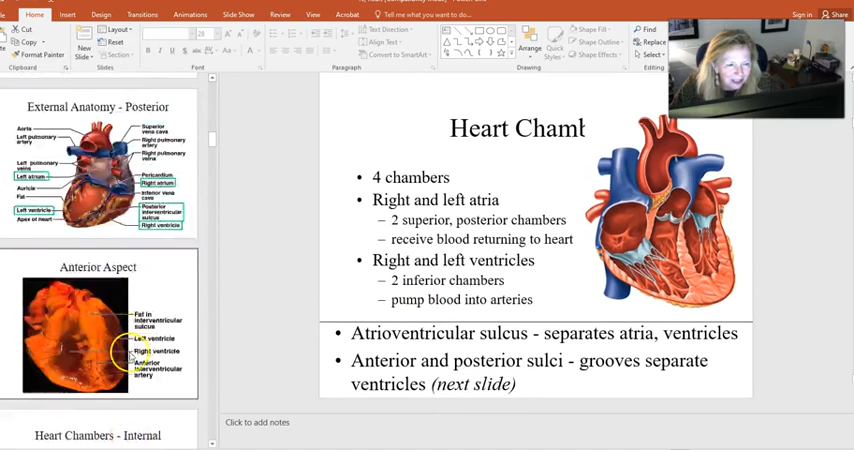 Home Insert Design Transitions Animations Slide Show Review View Acrobat Tell me what you want to do Sign in Share
Cut
Copy
Format Painter
New
Slide
Layout
Reset
Section
Text Direction
Align Text
Convert to SmartArt
Arrange
Quick
Styles
Shape Fill
Shape Outline
Shape Effects
Find
Replace
Select
Clipboard Slides Font Paragraph Drawing Editing
External Anatomy - Posterior
Aorta
Left pulmonary
artery
Left pulmonary
veins
Left atrium
Auricle
Fat
Left ventricle
Apex of heart
Superior
vena cava
Right pulmonary
artery
Right pulmonary
veins
Pericardium
Right atrium
Inferior vena
cava
Posterior
interventricular
sulcus
Right ventricle
Anterior Aspect
Fat in
interventricular
sulcus
Left ventricle
Right ventricle
Anterior
interventricular
artery
Heart Chambers - Internal
Heart Chamb
• 4 chambers
• Right and left atria
– 2 superior, posterior chambers
– receive blood returning to heart
• Right and left ventricles
– 2 inferior chambers
– pump blood into arteries
• Atrioventricular sulcus - separates atria, ventricles
• Anterior and posterior sulci - grooves separate
ventricles (next slide)
Click to add notes